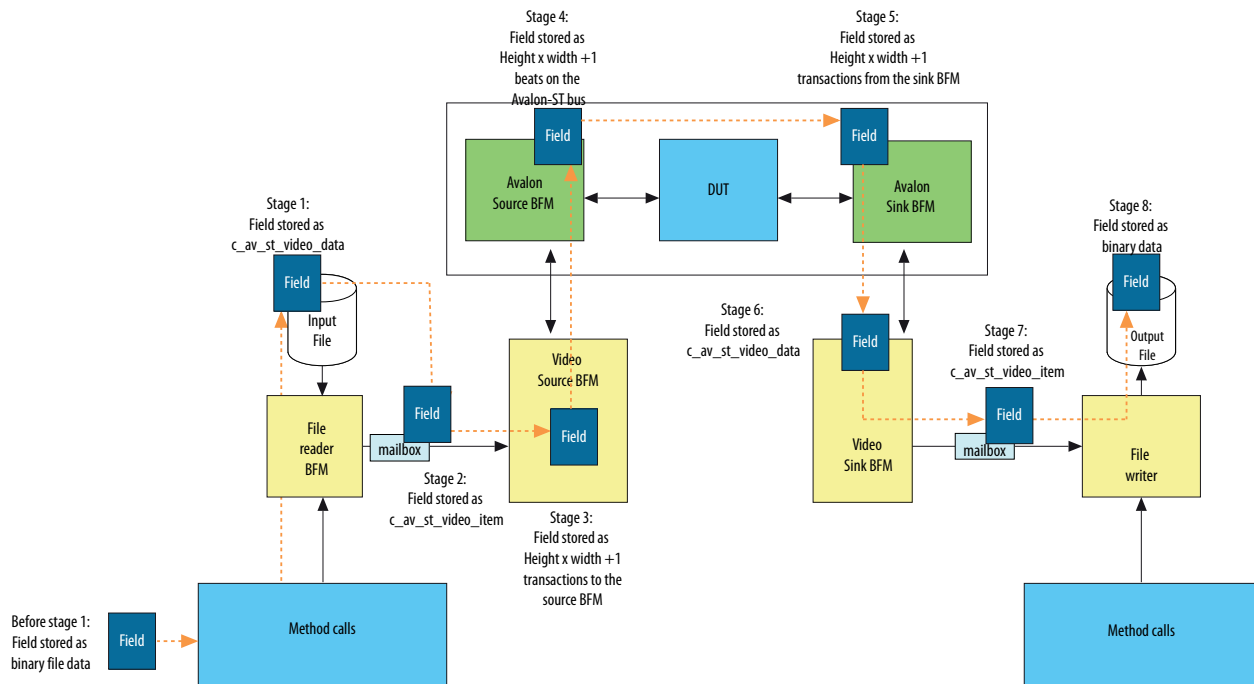 Stage 4:
Field stored as
Height x width +1
beats on the
Avalon-ST bus
Stage 5:
Field stored as
Height x width +1
transactions from the sink BFM
Field
Field
Avalon
Source BFM
DUT
Avalon
Sink BFM
Stage 1:
Field stored as
c_av_st_video_data
Field
Input
File
Stage 8:
Field stored as
binary data
Field
Output
File
Stage 6:
Field stored as
c_av_st_video_data
Field
Video
Source BFM
Field
Stage 7:
Field stored as
c_av_st_video_item
Field
File
reader
BFM
Field
mailbox
Video
Sink BFM
mailbox
File
writer
Stage 2:
Field stored as
c_av_st_video_item
Stage 3:
Field stored as
Height x width +1
transactions to the
source BFM
Before stage 1:
Field stored as
binary file data
Field
Method calls
Method calls